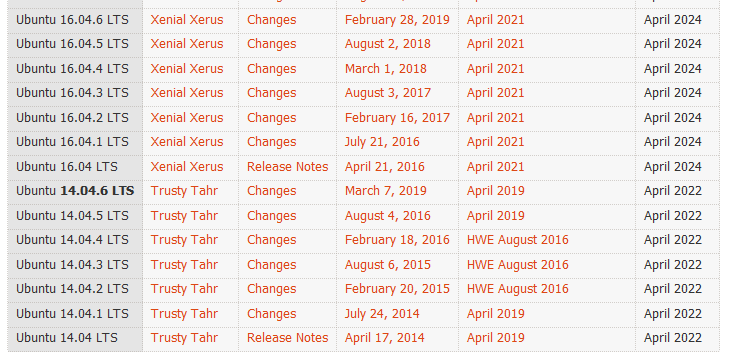 Ubuntu 16.04.6 LTS Xenial Xerus Changes February 28, 2019 April 2021 April 2024
Ubuntu 16.04.5 LTS Xenial Xerus Changes August 2, 2018 April 2021 April 2024
Ubuntu 16.04.4 LTS Xenial Xerus Changes March 1, 2018 April 2021 April 2024
Ubuntu 16.04.3 LTS Xenial Xerus Changes August 3, 2017 April 2021 April 2024
Ubuntu 16.04.2 LTS Xenial Xerus Changes February 16, 2017 April 2021 April 2024
Ubuntu 16.04.1 LTS Xenial Xerus Changes July 21, 2016 April 2021 April 2024
Ubuntu 16.04 LTS Xenial Xerus Release Notes April 21, 2016 April 2021 April 2024
Ubuntu 14.04.6 LTS Trusty Tahr Changes March 7, 2019 April 2019 April 2022
Ubuntu 14.04.5 LTS Trusty Tahr Changes August 4, 2016 April 2019 April 2022
Ubuntu 14.04.4 LTS Trusty Tahr Changes February 18, 2016 HWE August 2016 April 2022
Ubuntu 14.04.3 LTS Trusty Tahr Changes August 6, 2015 HWE August 2016 April 2022
Ubuntu 14.04.2 LTS Trusty Tahr Changes February 20, 2015 HWE August 2016 April 2022
Ubuntu 14.04.1 LTS Trusty Tahr Changes July 24, 2014 April 2019 April 2022
Ubuntu 14.04 LTS Trusty Tahr Release Notes April 17, 2014 April 2019 April 2022